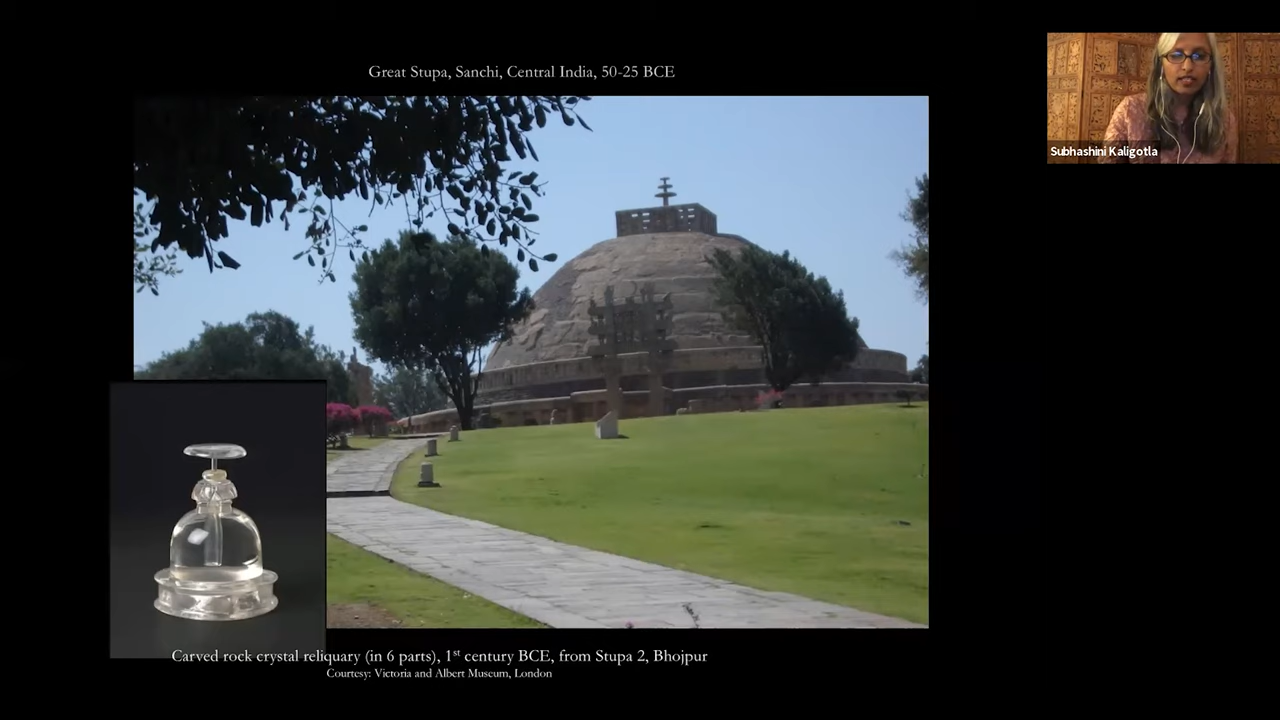 Great Stupa, Sanchi, Central India, 50-25 BCE
Subhashini Kaligotla
Carved rock crystal reliquary (in 6 parts), 1st century BCE, from Stupa 2, Bhojpur
Courtesy: Victoria and Albert Museum, London